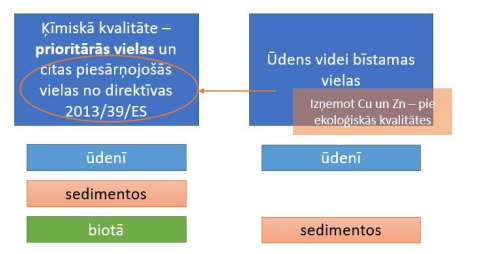 Ķīmiskā kvalitāte –
prioritārās vielas un
citas piesārņojošās
vielas no direktīvas
2013/39/ES
Ūdens videi bīstamas
vielas
Izņemot Cu un Zn – pie
ekoloģiskās kvalitātes
ūdenī
ūdenī
sedimentos
biotā
sedimentos